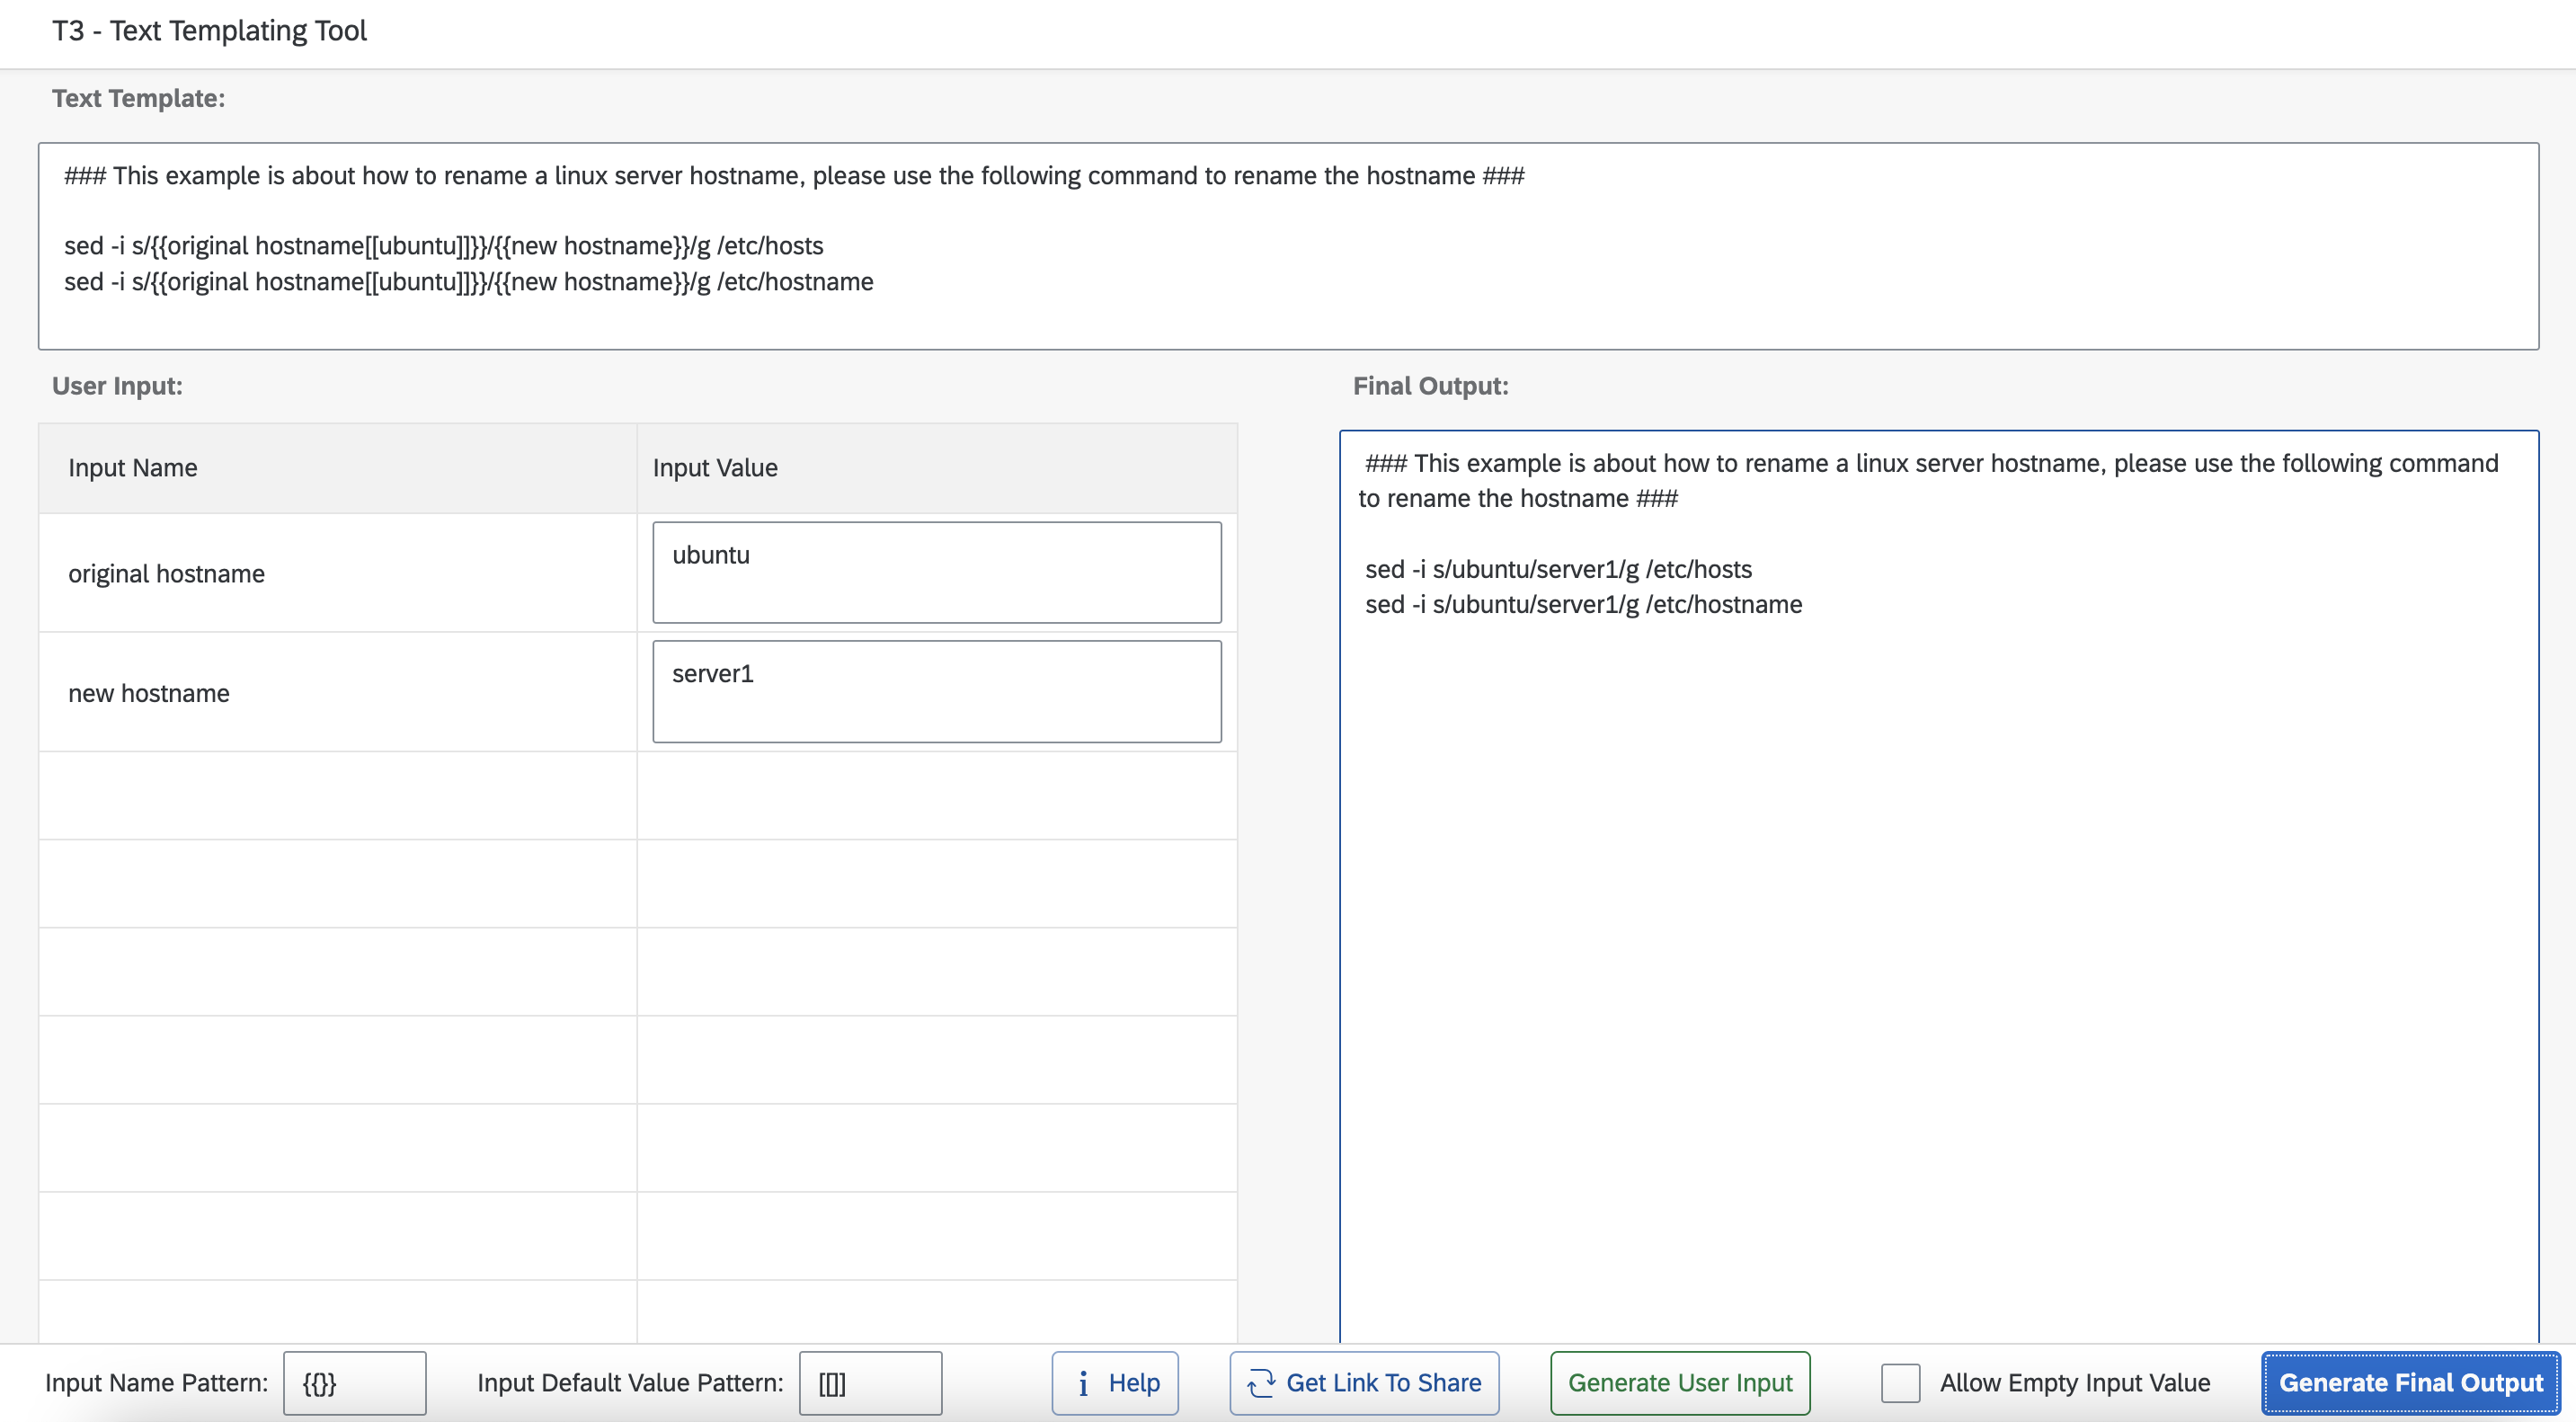 T3 - Text Templating Tool
Text Template:
### This example is about how to rename a linux server hostname, please use the following command to rename the hostname ###
sed -i s/{{original hostname[[ubuntu]]}}/{{new hostname}}/g /etc/hosts
sed -i s/{{original hostname[[ubuntu]]}}/{{new hostname}}/g /etc/hostname
User Input:
Input Name
Input Value
original hostname
ubuntu
new hostname
server1
Final Output:
### This example is about how to rename a linux server hostname, please use the following command
to rename the hostname ###
sed -i s/ubuntu/server1/g /etc/hosts
sed -i s/ubuntu/server1/g /etc/hostname
Input Name Pattern:
{{}}
Input Default Value Pattern:
[[]]
i Help
Get Link To Share
Generate User Input
Allow Empty Input Value
Generate Final Output